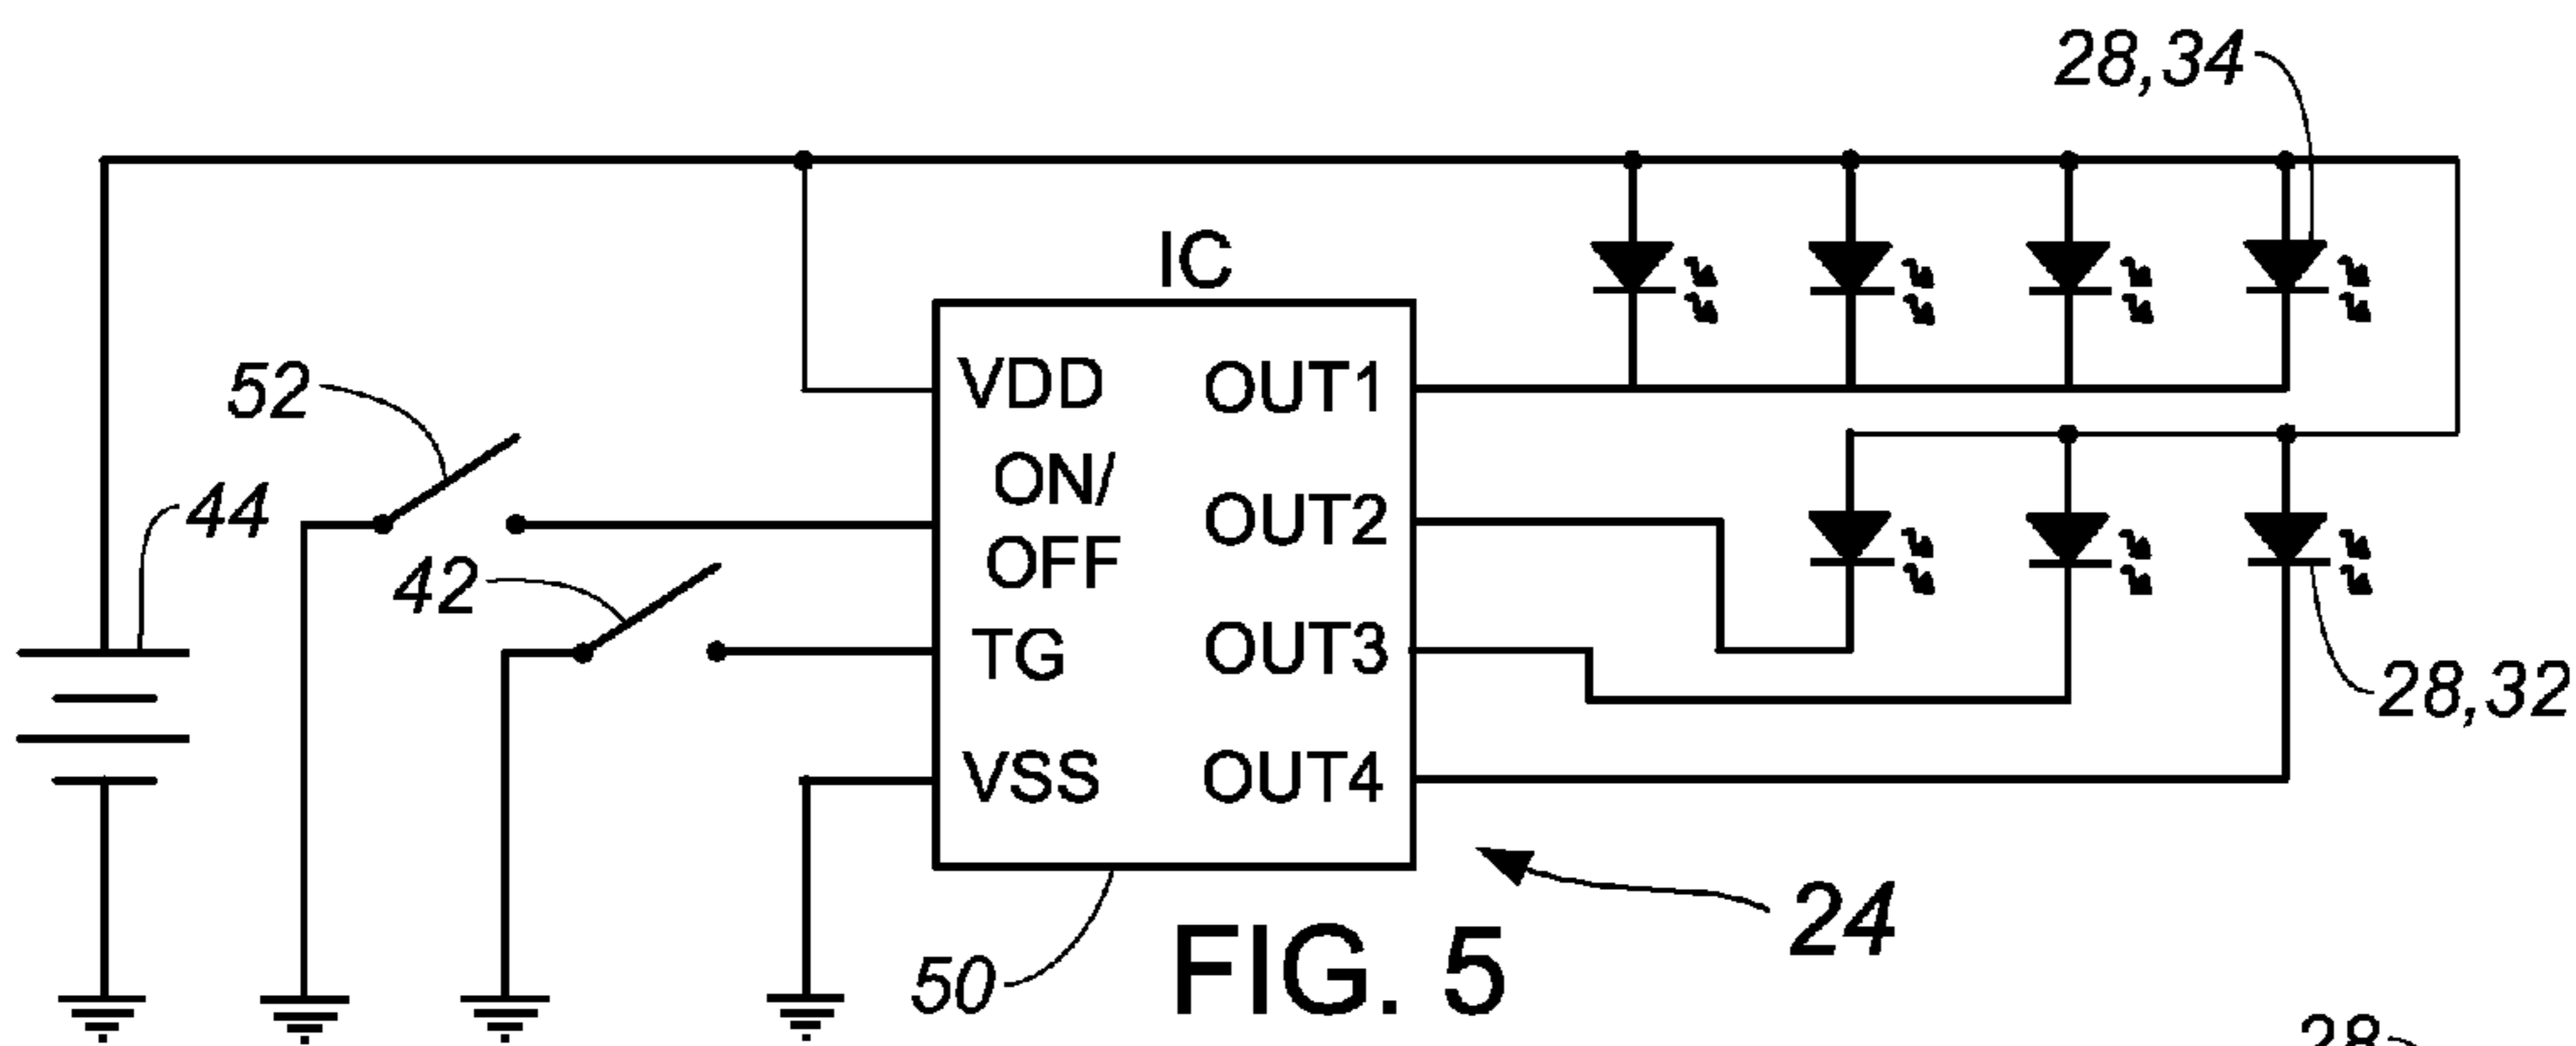 28,34
IC
52
VDD
OUT1
ON/
OFF
44
OUT2
42
TG
OUT3
28,32
VSS
OUT4
24
50
FIG. 5
28